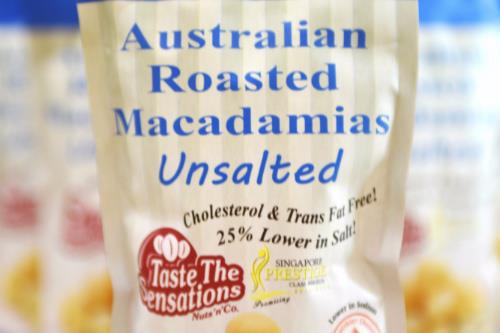 Australian
Roasted
Macadamias
Unsalted
Cholesterol & Trans Fat Free!
25% Lower in Salt!
Taste The
Sensations
Nuts'n'Co.
SINGAPORE
PRESTIGE
Promising
Lower in Sodium